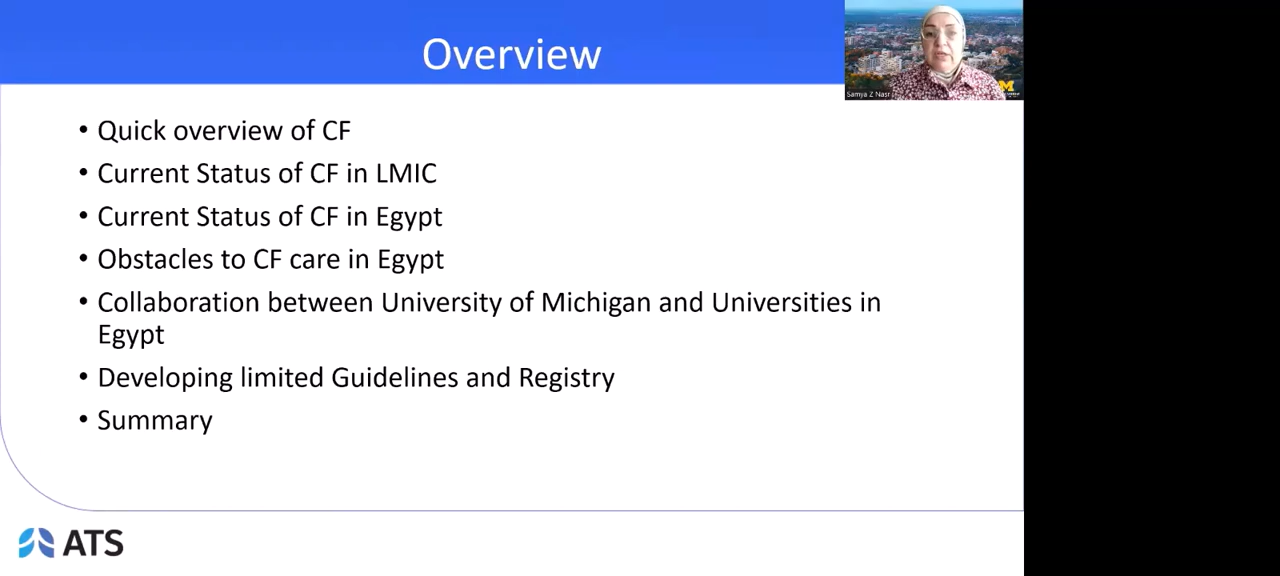 Overview
Samya Z Nasr
• Quick overview of CF
• Current Status of CF in LMIC
• Current Status of CF in Egypt
• Obstacles to CF care in Egypt
• Collaboration between University of Michigan and Universities in
Egypt
• Developing limited Guidelines and Registry
• Summary
ATS